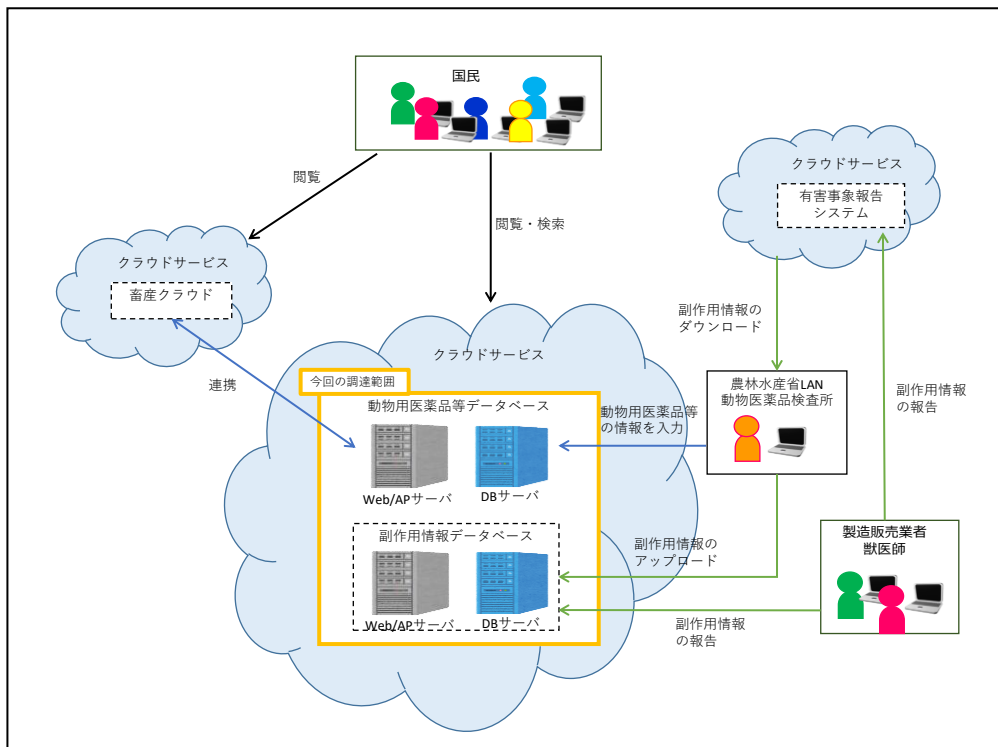 国民
閲覧
閲覧・検索
クラウドサービス
有害事象報告
システム
クラウドサービス
畜産クラウド
連携
副作用情報の
ダウンロード
クラウドサービス
今回の調達範囲
動物用医薬品等データベース
Web/APサーバ
DBサーバ
動物用医薬品等
の情報を入力
農林水産省LAN
動物医薬品検査所
副作用情報
の報告
副作用情報データベース
Web/APサーバ
DBサーバ
副作用情報の
アップロード
製造販売業者
獣医師
副作用情報
の報告